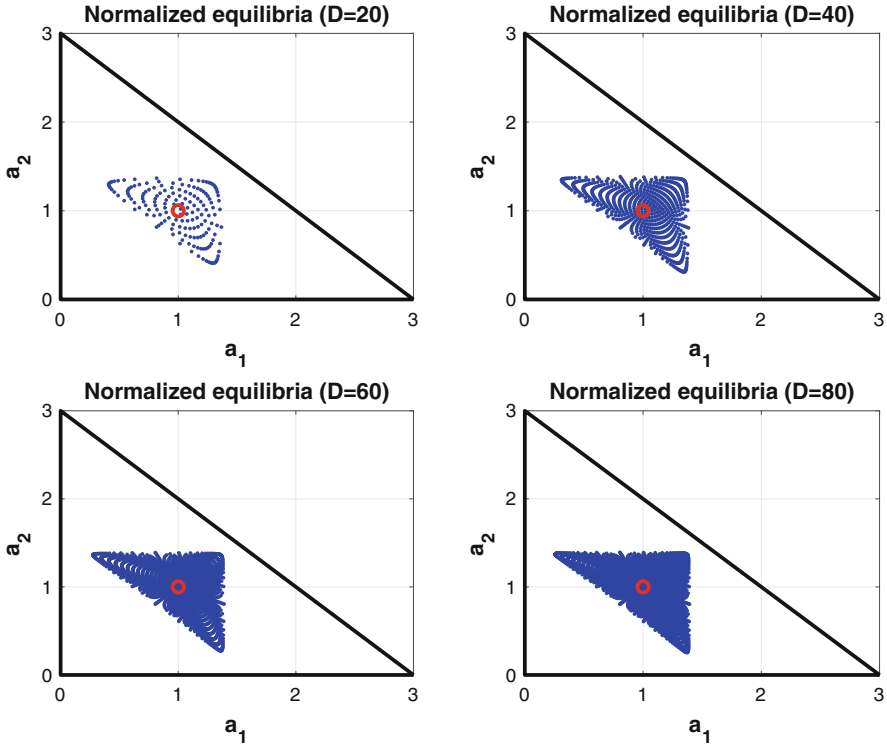 Normalized equilibria (D=20)
3
2
1
0
a2
0 1 2 3
a1
Normalized equilibria (D=40)
3
2
1
0
a2
0 1 2 3
a1
Normalized equilibria (D=60)
3
2
1
0
a2
0 1 2 3
a1
Normalized equilibria (D=80)
3
2
1
0
a2
0 1 2 3
a1